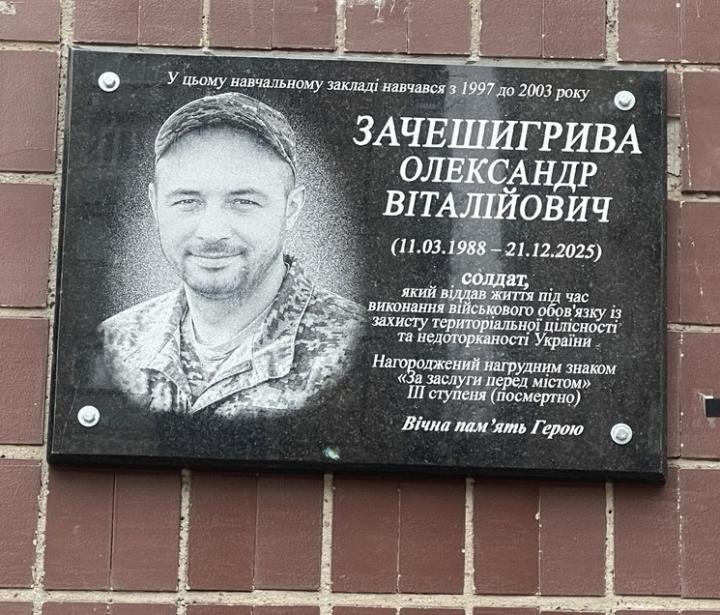 У цьому навчальному закладі навчався з 1997 до 2003 року
ЗАЧЕШИГРИВА
ОЛЕКСАНДР
ВІТАЛІЙОВИЧ
(11.03.1988 – 21.12.2025)
солдат,
який віддав життя під час
виконання військового обов'язку із
захисту територіальної цілісності
та недоторканості України
Нагороджений нагрудним знаком
«За заслуги перед містом»
ІІІ ступеня (посмертно)
Вічна пам'ять Герою